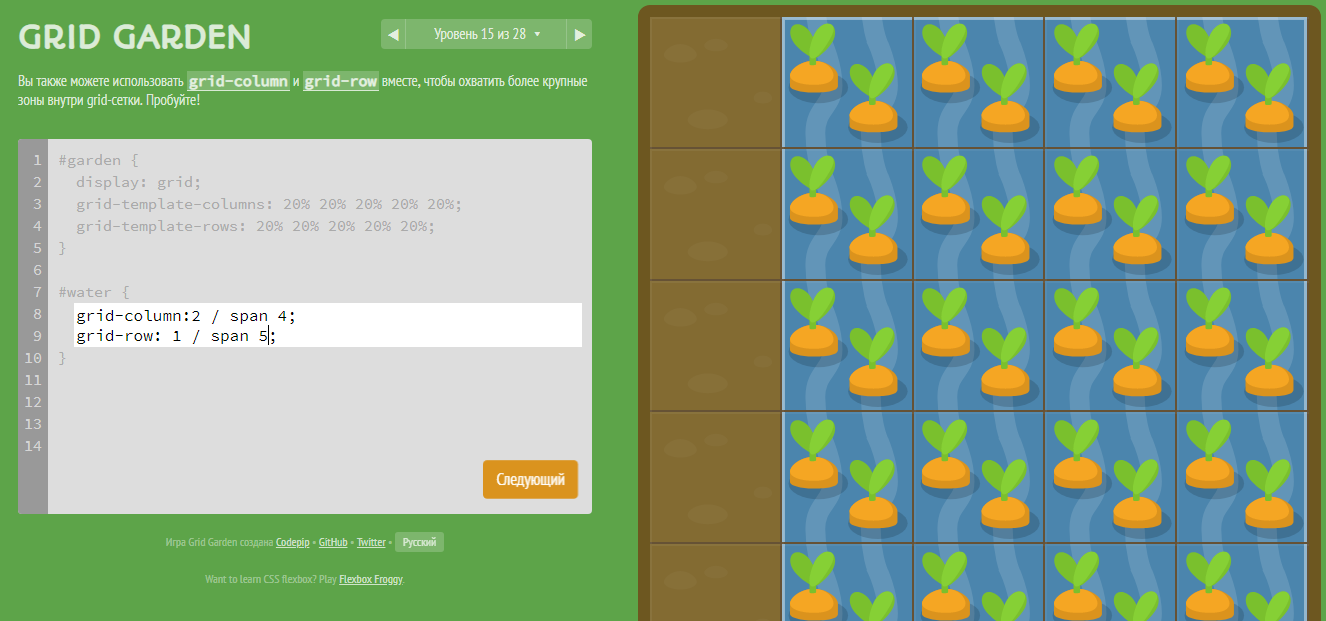 GRID GARDEN
◀ Уровень 15 из 28 ▾ ▶
Вы также можете использовать grid-column и grid-row вместе, чтобы охватить более крупные
зоны внутри grid-сетки. Пробуйте!
1 #garden {
2 display: grid;
3 grid-template-columns: 20% 20% 20% 20% 20%;
4 grid-template-rows: 20% 20% 20% 20% 20%;
5 }
6
7 #water {
8 grid-column:2 / span 4;
9 grid-row: 1 / span 5;
10 }
11
12
13
14
Следующий
Игра Grid Garden создана Codepip • GitHub • Twitter • Русский
Want to learn CSS flexbox? Play Flexbox Froggy.